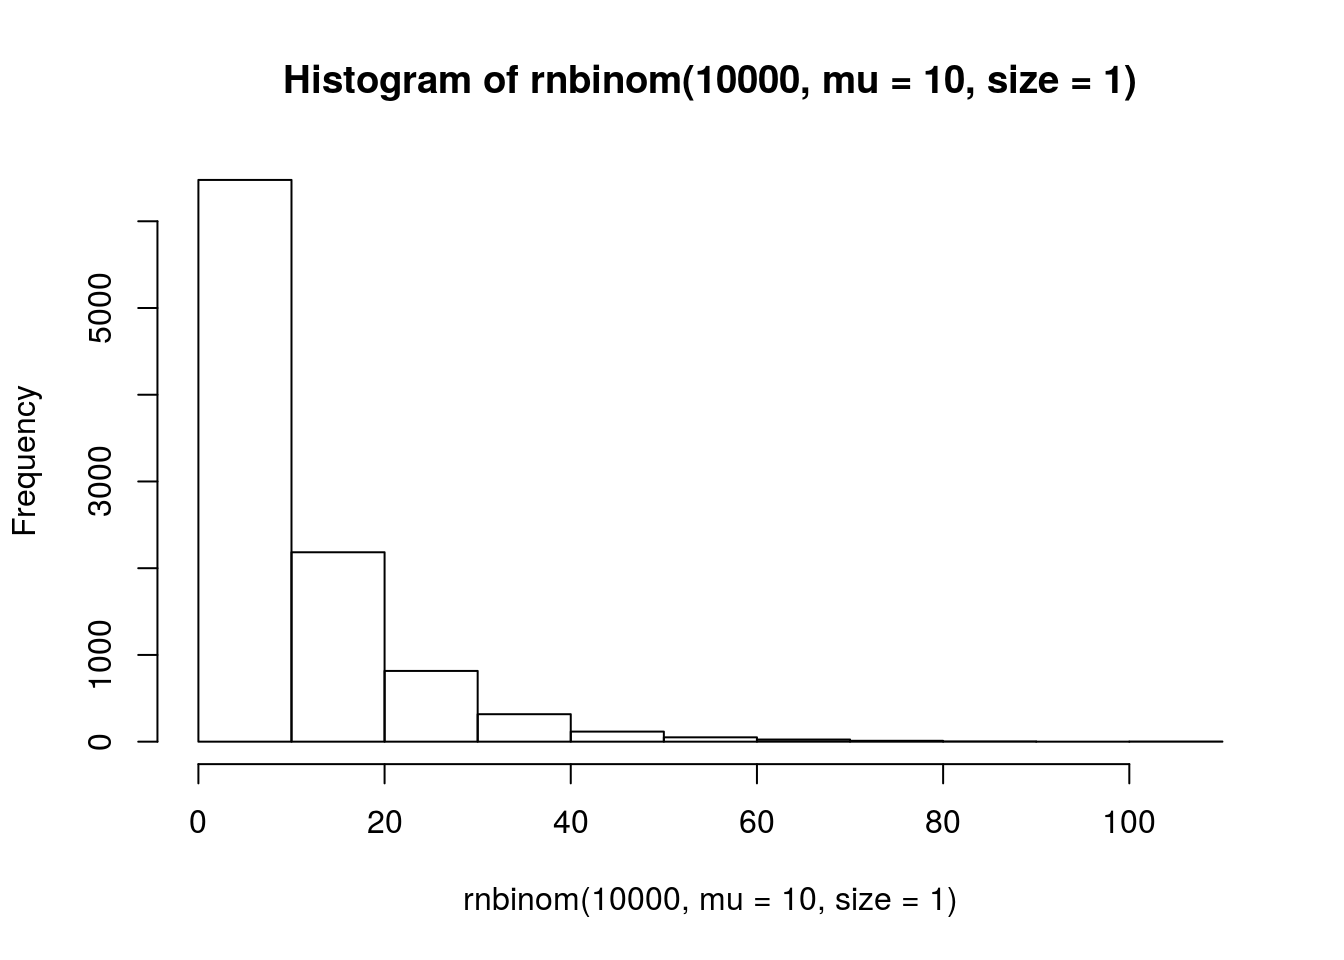 Histogram of rnbinom(10000, mu = 10, size = 1)
Frequency
5000
3000
1000
0
0 20 40 60 80 100
rnbinom(10000, mu = 10, size = 1)